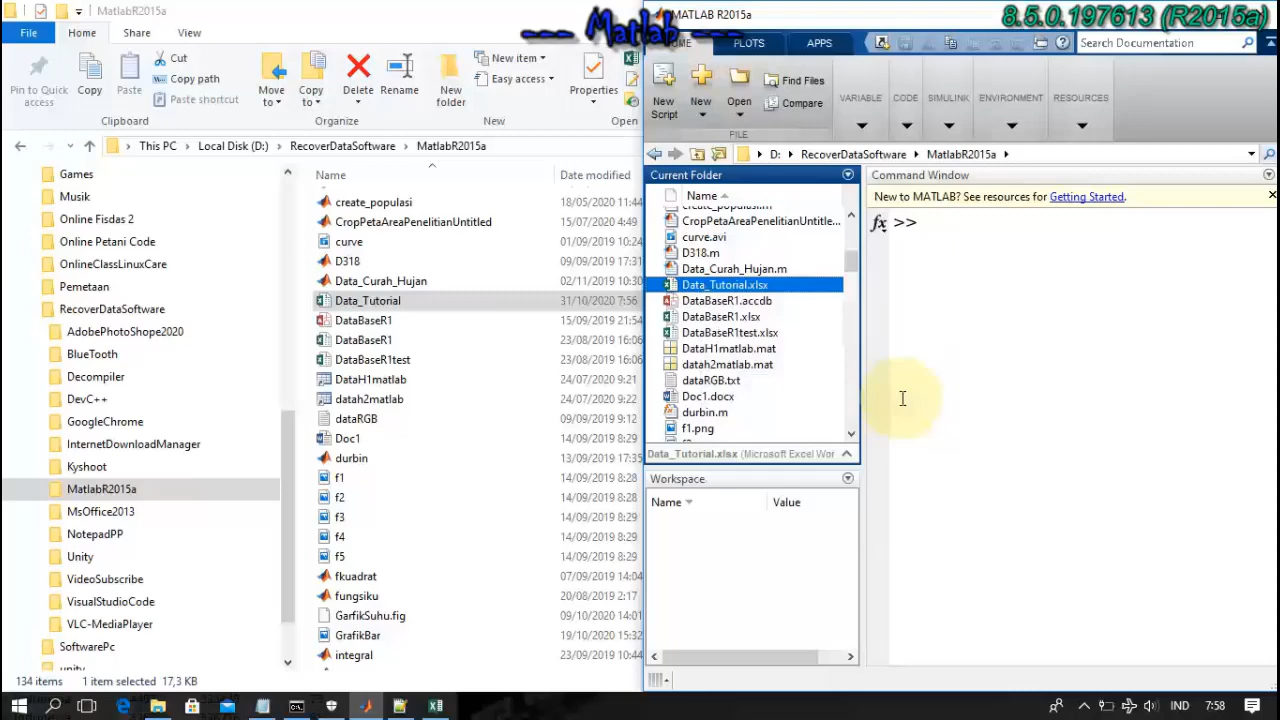 MatlabR2015a
--- Matlab ---
MATLAB R2015a
8.5.0.197613 (R2015a)
File
Home
Share
View
HOME
PLOTS
APPS
Search Documentation
Pin to Quick access
Copy
Paste
Cut
Copy path
Paste shortcut
Clipboard
Move to
Copy to
Delete
Rename
Organize
New folder
New item
Easy access
New
Properties
Open
New Script
New
Open
Find Files
Compare
FILE
VARIABLE
CODE
SIMULINK
ENVIRONMENT
RESOURCES
This PC
Local Disk (D:)
RecoverDataSoftware
MatlabR2015a
D:
RecoverDataSoftware
MatlabR2015a
Games
Musik
Online Fisdas 2
Online Petani Code
OnlineClassLinuxCare
Pemetaan
RecoverDataSoftware
AdobePhotoShope2020
BlueTooth
Decompiler
DevC++
GoogleChrome
InternetDownloadManager
Kyshoot
MatlabR2015a
MsOffice2013
NotepadPP
Unity
VideoSubscribe
VisualStudioCode
VLC-MediaPlayer
SoftwarePc
unity
Name
Date modified
create_populasi 18/05/2020 11:44
CropPetaAreaPenelitianUntitled 15/07/2020 4:49
curve 01/09/2019 10:24
D318 09/09/2019 17:31
Data_Curah_Hujan 02/11/2019 10:30
Data_Tutorial 31/10/2020 7:56
DataBaseR1 15/09/2019 21:54
DataBaseR1 23/08/2019 16:06
DataBaseR1test 23/08/2019 16:06
DataH1matlab 24/07/2020 9:21
datah2matlab 24/07/2020 9:21
dataRGB 09/09/2019 9:12
Doc1 14/09/2019 8:29
durbin 13/09/2019 17:35
f1 14/09/2019 8:28
f2 14/09/2019 8:28
f3 14/09/2019 8:29
f4 14/09/2019 8:29
f5 14/09/2019 8:29
fkuadrat 07/09/2019 14:04
fungsiku 20/08/2019 2:17
GarfikSuhu.fig 09/10/2020 14:01
GrafikBar 19/10/2020 15:32
integral 23/09/2019 10:44
134 items
1 item selected 17,3 KB
Current Folder
Name
create_populasi.m
CropPetaAreaPenelitianUntitle...
curve.avi
D318.m
Data_Curah_Hujan.m
Data_Tutorial.xlsx
DataBaseR1.accdb
DataBaseR1.xlsx
DataBaseR1test.xlsx
DataH1matlab.mat
datah2matlab.mat
dataRGB.txt
Doc1.docx
durbin.m
f1.png
Data_Tutorial.xlsx (Microsoft Excel Wor
Workspace
Name
Value
Command Window
New to MATLAB? See resources for Getting Started.
fx >>
IND
7:58